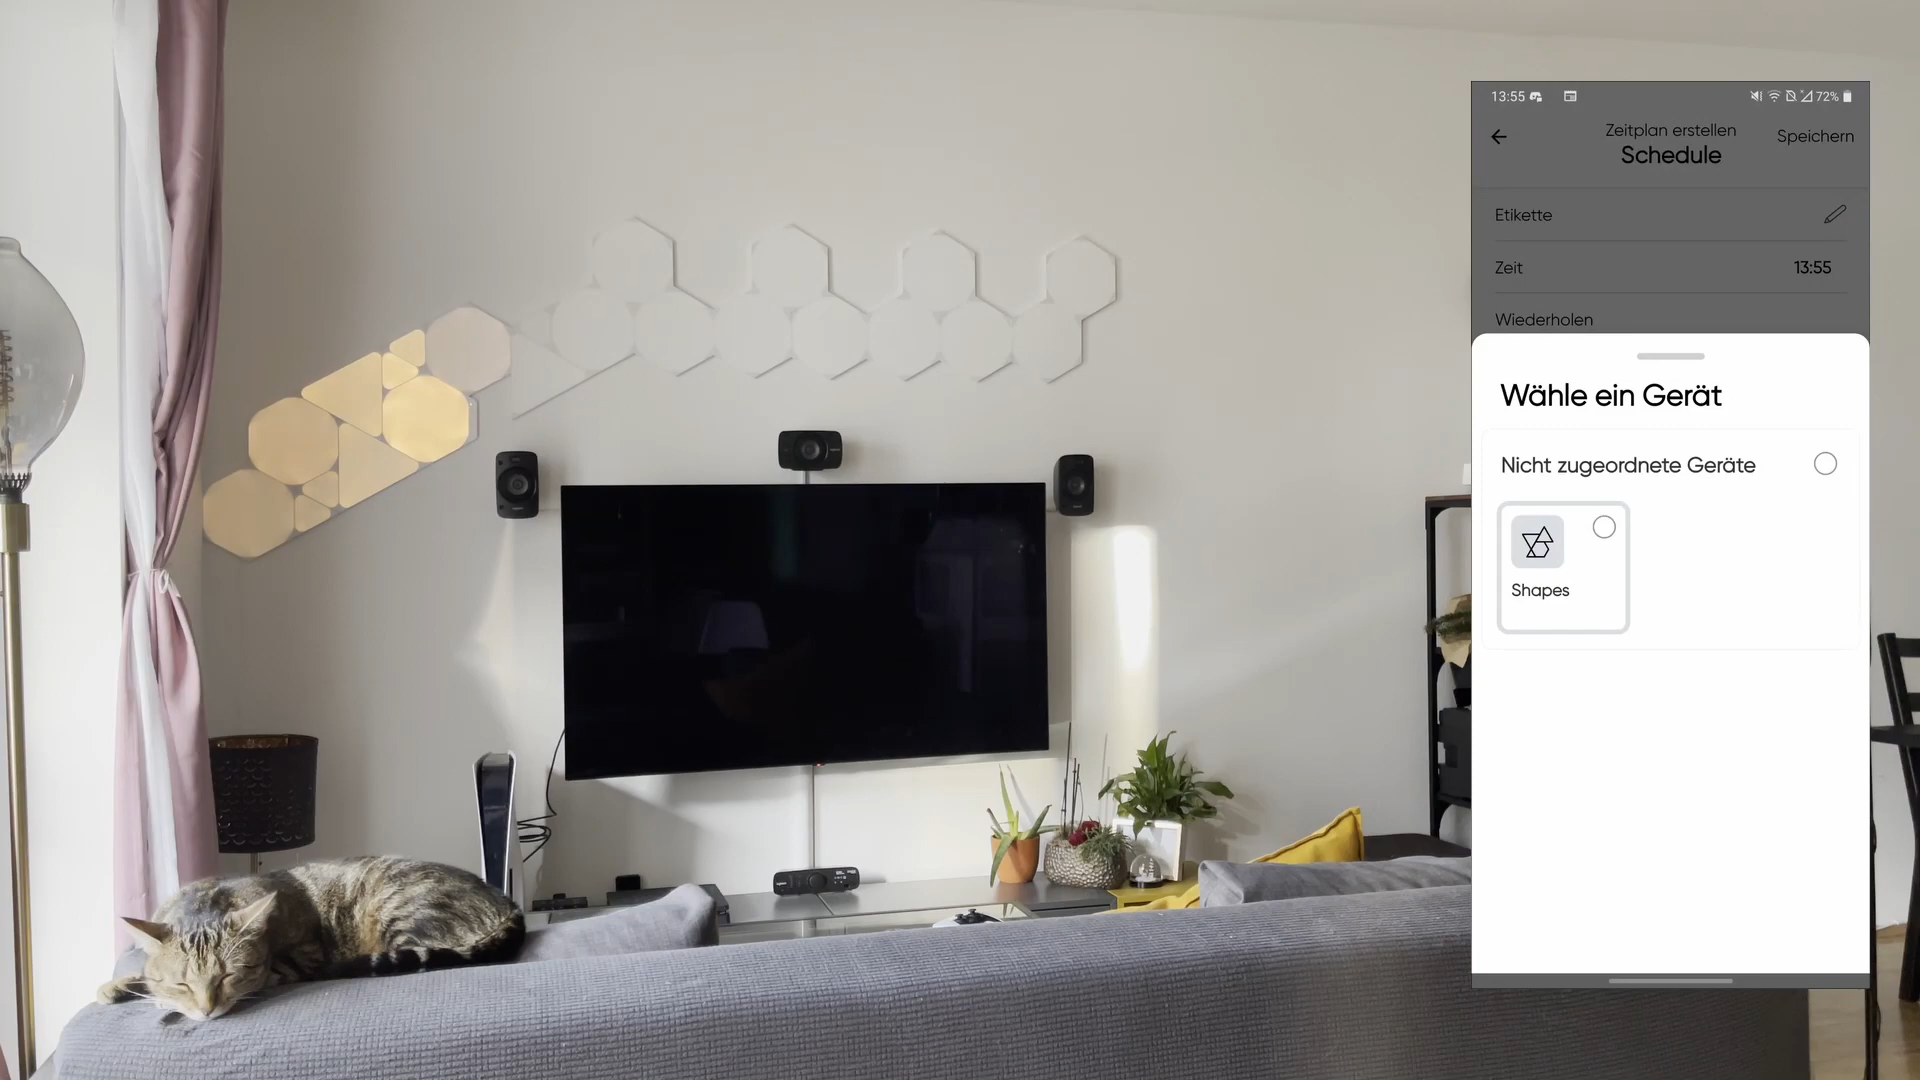 13:55
72%
Zeitplan erstellen
Schedule
Speichern
Etikette
Zeit
13:55
Wiederholen
Wähle ein Gerät
Nicht zugeordnete Geräte
Shapes